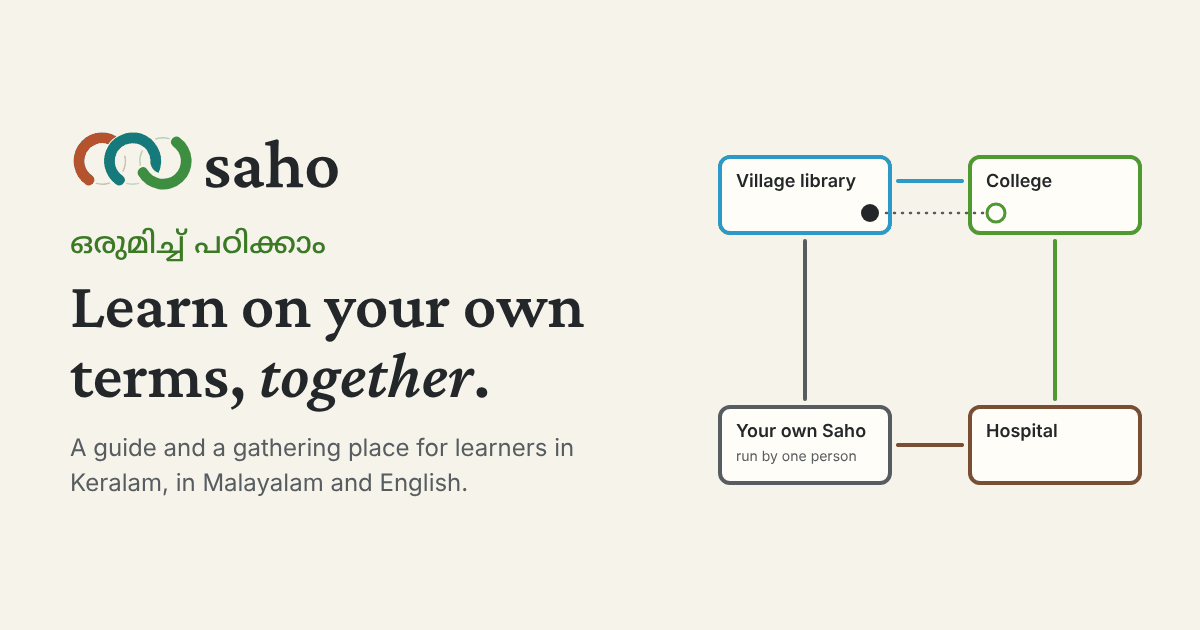 saho
ഒരുമിച്ച് പഠിക്കാം
Learn on your own
terms, together.
A guide and a gathering place for learners in
Keralam, in Malayalam and English.
Village library
College
Your own Saho
run by one person
Hospital